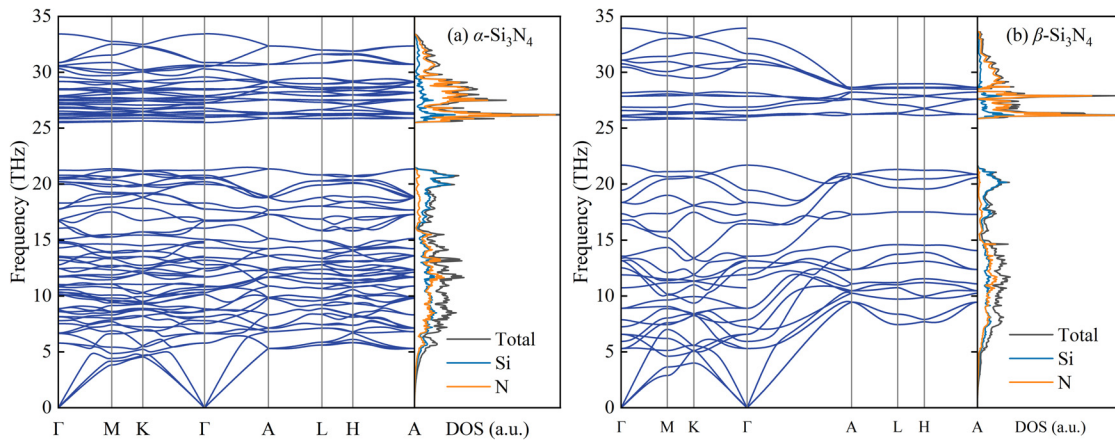 Frequency (THz)
35
30
25
20
15
10
5
0
(a) α-Si₃N₄
Total
Si
N
Γ M K Γ A L H A DOS (a.u.)
Frequency (THz)
35
30
25
20
15
10
5
0
(b) β-Si₃N₄
Total
Si
N
Γ M K Γ A L H A DOS (a.u.)